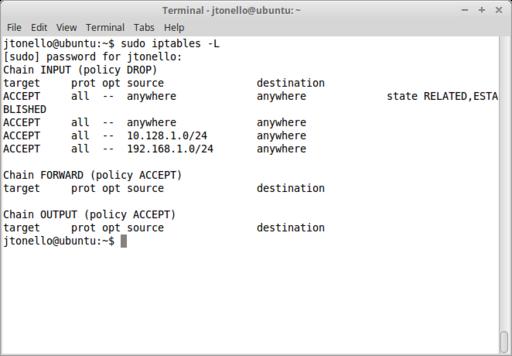 Terminal - jtonello@ubuntu: ~
File Edit View Terminal Tabs Help
jtonello@ubuntu:~$ sudo iptables -L
[sudo] password for jtonello:
Chain INPUT (policy DROP)
target     prot opt source               destination
ACCEPT     all  --  anywhere             anywhere             state RELATED,ESTA
BLISHED
ACCEPT     all  --  anywhere             anywhere
ACCEPT     all  --  10.128.1.0/24        anywhere
ACCEPT     all  --  192.168.1.0/24       anywhere
Chain FORWARD (policy ACCEPT)
target     prot opt source               destination
Chain OUTPUT (policy ACCEPT)
target     prot opt source               destination
jtonello@ubuntu:~$